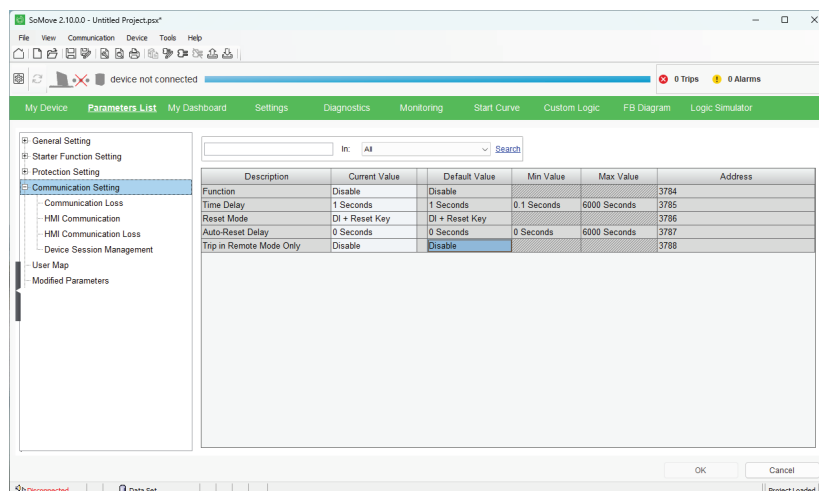 SoMove 2.10.0.0 - Untitled Project.psx*
File View Communication Device Tools Help
device not connected
0 Trips
0 Alarms
My Device Parameters List My Dashboard Settings Diagnostics Monitoring Start Curve Custom Logic FB Diagram Logic Simulator
General Setting
Starter Function Setting
Protection Setting
Communication Setting
Communication Loss
HMI Communication
HMI Communication Loss
Device Session Management
User Map
Modified Parameters
In: All Search
Description Current Value Default Value Min Value Max Value Address
Function Disable Disable 3784
Time Delay 1 Seconds 1 Seconds 0.1 Seconds 6000 Seconds 3785
Reset Mode DI + Reset Key DI + Reset Key 3786
Auto-Reset Delay 0 Seconds 0 Seconds 0 Seconds 6000 Seconds 3787
Trip in Remote Mode Only Disable Disable 3788
OK Cancel
Disconnected Data Set Project Loaded